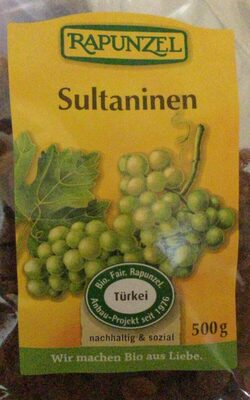 RAPUNZEL
Sultaninen
Bio. Fair. Rapunzel.
Türkei
Anbau-Projekt seit 1976
nachhaltig & sozial
500g
Wir machen Bio aus Liebe.